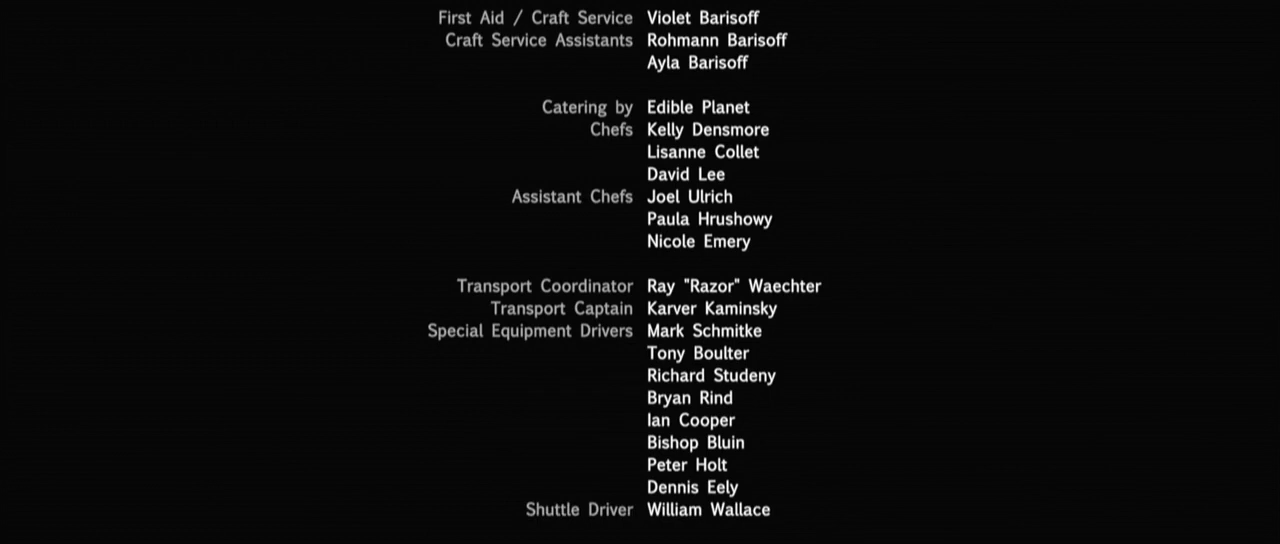 First Aid / Craft Service Violet Barisoff
Craft Service Assistants Rohmann Barisoff
Ayla Barisoff
Catering by Edible Planet
Chefs Kelly Densmore
Lisanne Collet
David Lee
Assistant Chefs Joel Ulrich
Paula Hrushowy
Nicole Emery
Transport Coordinator Ray "Razor" Waechter
Transport Captain Karver Kaminsky
Special Equipment Drivers Mark Schmitke
Tony Boulter
Richard Studeny
Bryan Rind
Ian Cooper
Bishop Bluin
Peter Holt
Dennis Eely
Shuttle Driver William Wallace